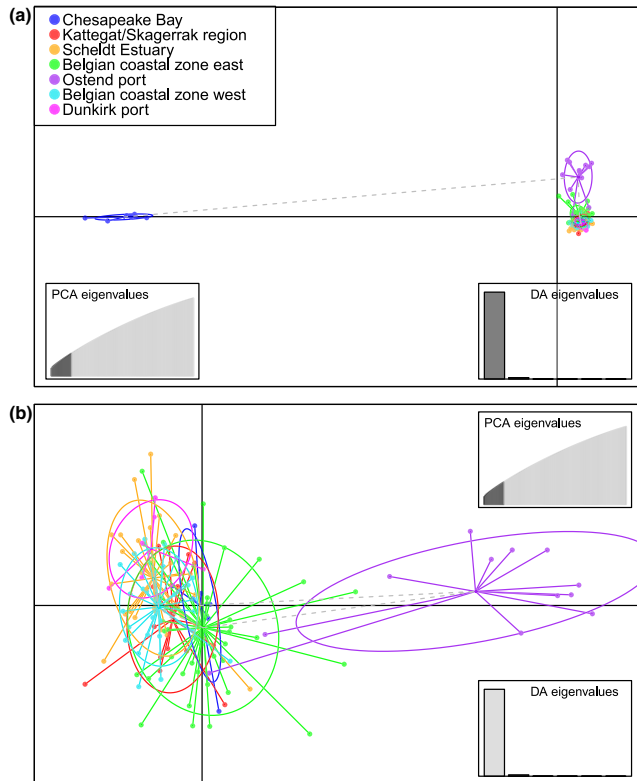 (a)
Chesapeake Bay
Kattegat/Skagerrak region
Scheldt Estuary
Belgian coastal zone east
Ostend port
Belgian coastal zone west
Dunkirk port
PCA eigenvalues
DA eigenvalues
(b)
PCA eigenvalues
DA eigenvalues